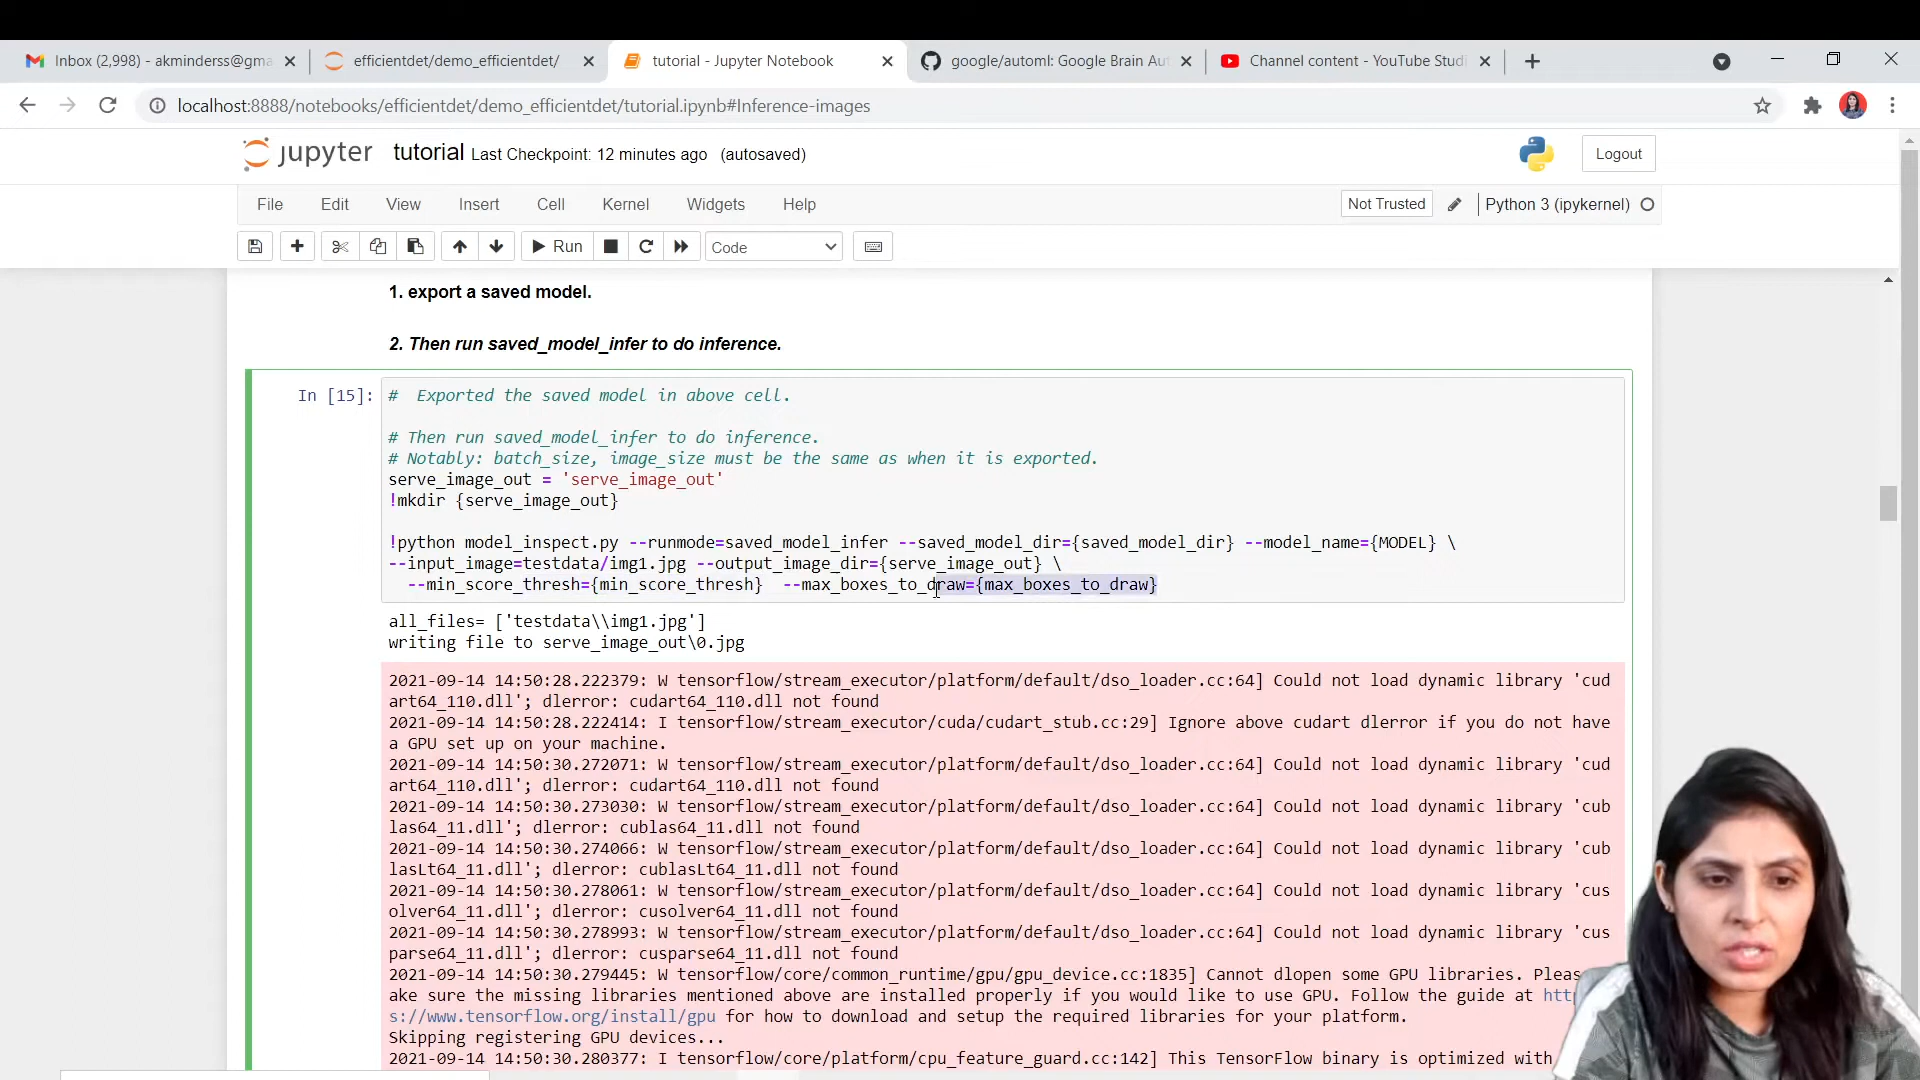 Inbox (2,998) - akminderss@gma
efficientdet/demo_efficientdet/
tutorial - Jupyter Notebook
google/automl: Google Brain Aut
Channel content - YouTube Studi
localhost:8888/notebooks/efficientdet/demo_efficientdet/tutorial.ipynb#Inference-images
jupyter tutorial Last Checkpoint: 12 minutes ago (autosaved)
Logout
File Edit View Insert Cell Kernel Widgets Help
Not Trusted
Python 3 (ipykernel)
Run
Code
1. export a saved model.
2. Then run saved_model_infer to do inference.
In [15]:
#  Exported the saved model in above cell.
# Then run saved_model_infer to do inference.
# Notably: batch_size, image_size must be the same as when it is exported.
serve_image_out = 'serve_image_out'
!mkdir {serve_image_out}
!python model_inspect.py --runmode=saved_model_infer --saved_model_dir={saved_model_dir} --model_name={MODEL} \
--input_image=testdata/img1.jpg --output_image_dir={serve_image_out} \
--min_score_thresh={min_score_thresh}  --max_boxes_to_draw={max_boxes_to_draw}
all_files= ['testdata\\img1.jpg']
writing file to serve_image_out\0.jpg
2021-09-14 14:50:28.222379: W tensorflow/stream_executor/platform/default/dso_loader.cc:64] Could not load dynamic library 'cud
art64_110.dll'; dlerror: cudart64_110.dll not found
2021-09-14 14:50:28.222414: I tensorflow/stream_executor/cuda/cudart_stub.cc:29] Ignore above cudart dlerror if you do not have
a GPU set up on your machine.
2021-09-14 14:50:30.272071: W tensorflow/stream_executor/platform/default/dso_loader.cc:64] Could not load dynamic library 'cud
art64_110.dll'; dlerror: cudart64_110.dll not found
2021-09-14 14:50:30.273030: W tensorflow/stream_executor/platform/default/dso_loader.cc:64] Could not load dynamic library 'cub
las64_11.dll'; dlerror: cublas64_11.dll not found
2021-09-14 14:50:30.274066: W tensorflow/stream_executor/platform/default/dso_loader.cc:64] Could not load dynamic library 'cub
lasLt64_11.dll'; dlerror: cublasLt64_11.dll not found
2021-09-14 14:50:30.278061: W tensorflow/stream_executor/platform/default/dso_loader.cc:64] Could not load dynamic library 'cus
olver64_11.dll'; dlerror: cusolver64_11.dll not found
2021-09-14 14:50:30.278993: W tensorflow/stream_executor/platform/default/dso_loader.cc:64] Could not load dynamic library 'cus
parse64_11.dll'; dlerror: cusparse64_11.dll not found
2021-09-14 14:50:30.279445: W tensorflow/core/common_runtime/gpu/gpu_device.cc:1835] Cannot dlopen some GPU libraries. Pleas
ake sure the missing libraries mentioned above are installed properly if you would like to use GPU. Follow the guide at http
s://www.tensorflow.org/install/gpu for how to download and setup the required libraries for your platform.
Skipping registering GPU devices...
2021-09-14 14:50:30.280377: I tensorflow/core/platform/cpu_feature_guard.cc:142] This TensorFlow binary is optimized with